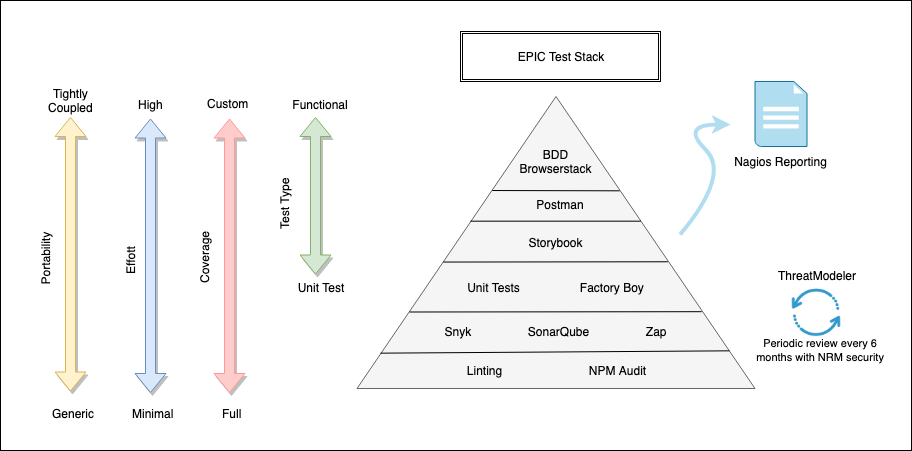 EPIC Test Stack
Tightly
Coupled
High
Custom
Functional
Portability
Effott
Coverage
Test Type
Unit Test
Generic
Minimal
Full
BDD
Browserstack
Postman
Storybook
Unit Tests
Factory Boy
Snyk
SonarQube
Zap
Linting
NPM Audit
Nagios Reporting
ThreatModeler
Periodic review every 6
months with NRM security